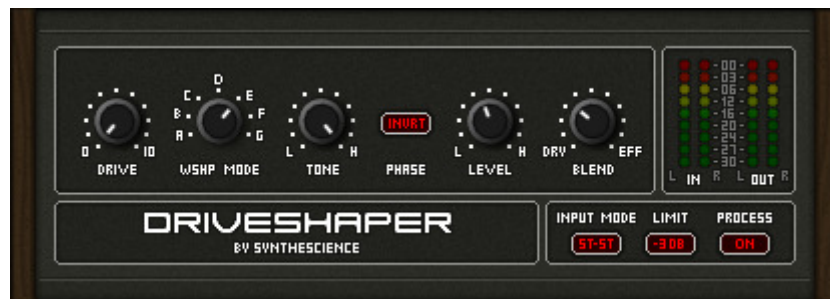 D
C E
B F
A G
0 10
DRIVE
WSHP MODE
L H
TONE
INVRT
PHASE
L H
LEVEL
DRY EFF
BLEND
-00-
-03-
-06-
-12-
-16-
-20-
-24-
-27-
-30-
L IN R L OUT R
DRIVESHAPER
BY SYNTHESCIENCE
INPUT MODE LIMIT PROCESS
ST-ST -3 DB ON